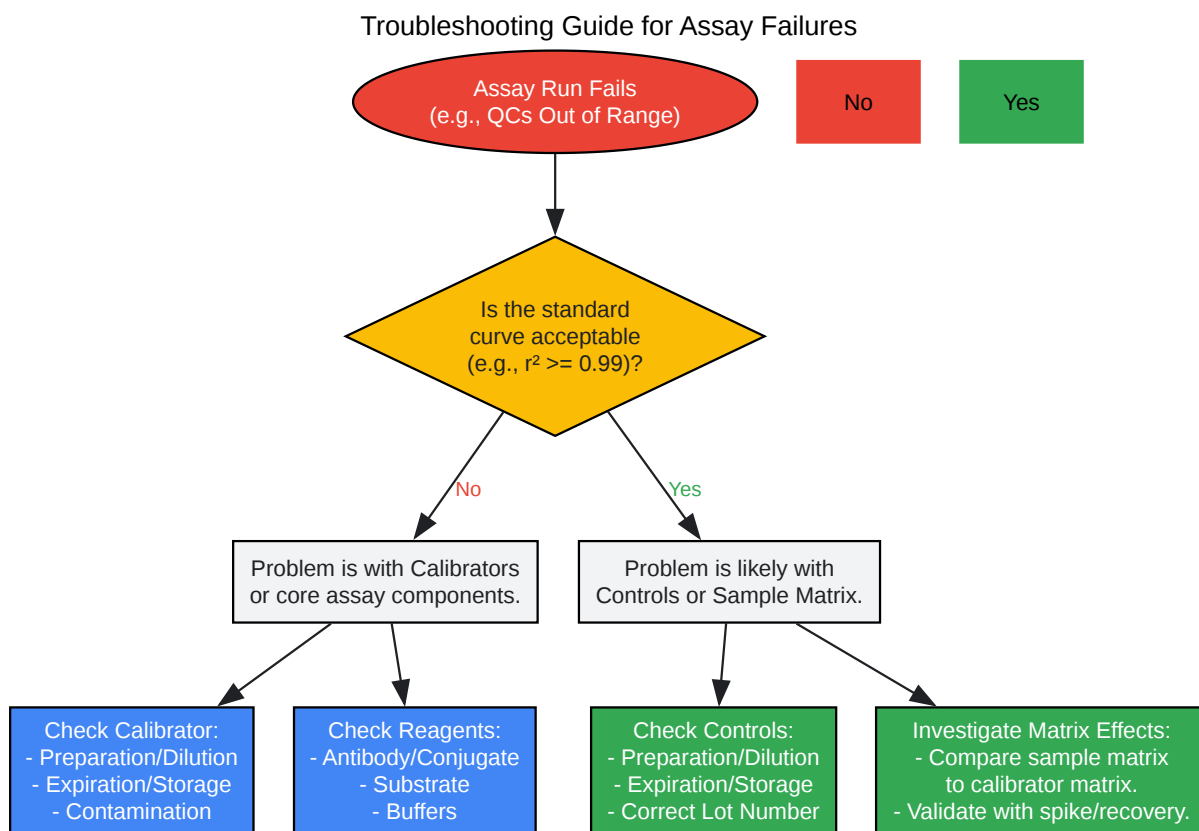 Troubleshooting Guide for Assay Failures
Assay Run Fails
(e.g., QCs Out of Range)
No
Yes
Is the standard
curve acceptable
(e.g., r² >= 0.99)?
No
Yes
Problem is with Calibrators
or core assay components.
Problem is likely with
Controls or Sample Matrix.
Check Calibrator:
- Preparation/Dilution
- Expiration/Storage
- Contamination
Check Reagents:
- Antibody/Conjugate
- Substrate
- Buffers
Check Controls:
- Preparation/Dilution
- Expiration/Storage
- Correct Lot Number
Investigate Matrix Effects:
- Compare sample matrix
to calibrator matrix.
- Validate with spike/recovery.